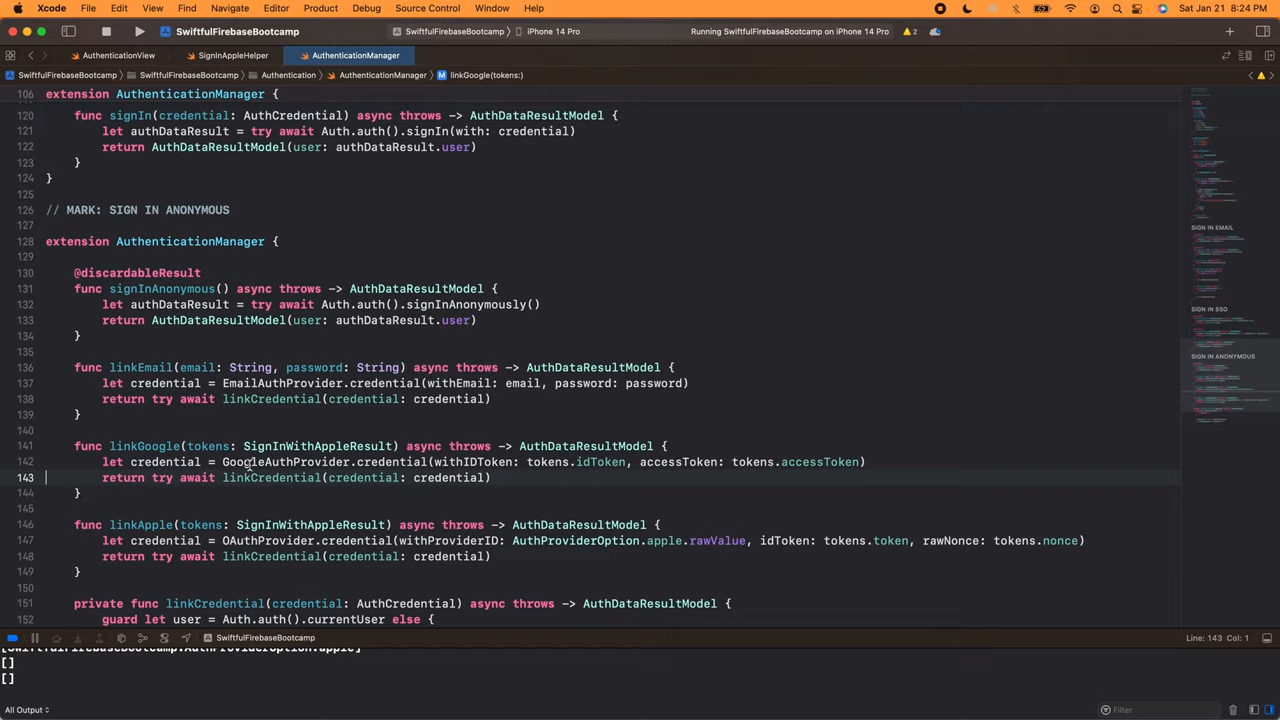 Xcode File Edit View Find Navigate Editor Product Debug Source Control Window Help Sat Jan 21 8:24 PM
SwiftfulFirebaseBootcamp SwiftfulFirebaseBootcamp 〉 iPhone 14 Pro Running SwiftfulFirebaseBootcamp on iPhone 14 Pro 2
AuthenticationView SignInAppleHelper AuthenticationManager
SwiftfulFirebaseBootcamp 〉 SwiftfulFirebaseBootcamp 〉 Authentication 〉 AuthenticationManager 〉 M linkGoogle(tokens:)
106 extension AuthenticationManager {
120 func signIn(credential: AuthCredential) async throws -> AuthDataResultModel {
121 let authDataResult = try await Auth.auth().signIn(with: credential)
122 return AuthDataResultModel(user: authDataResult.user)
123 }
124 }
125
126 // MARK: SIGN IN ANONYMOUS
127
128 extension AuthenticationManager {
129
130 @discardableResult
131 func signInAnonymous() async throws -> AuthDataResultModel {
132 let authDataResult = try await Auth.auth().signInAnonymously()
133 return AuthDataResultModel(user: authDataResult.user)
134 }
135
136 func linkEmail(email: String, password: String) async throws -> AuthDataResultModel {
137 let credential = EmailAuthProvider.credential(withEmail: email, password: password)
138 return try await linkCredential(credential: credential)
139 }
140
141 func linkGoogle(tokens: SignInWithAppleResult) async throws -> AuthDataResultModel {
142 let credential = GoogleAuthProvider.credential(withIDToken: tokens.idToken, accessToken: tokens.accessToken)
143 return try await linkCredential(credential: credential)
144 }
145
146 func linkApple(tokens: SignInWithAppleResult) async throws -> AuthDataResultModel {
147 let credential = OAuthProvider.credential(withProviderID: AuthProviderOption.apple.rawValue, idToken: tokens.token, rawNonce: tokens.nonce)
148 return try await linkCredential(credential: credential)
149 }
150
151 private func linkCredential(credential: AuthCredential) async throws -> AuthDataResultModel {
152 guard let user = Auth.auth().currentUser else {
SIGN IN EMAIL
SIGN IN SSO
SIGN IN ANONYMOUS
SwiftfulFirebaseBootcamp Line: 143 Col: 1
[SwiftfulFirebaseBootcamp.AuthProviderOption.apple]
[]
[]
All Output Filter